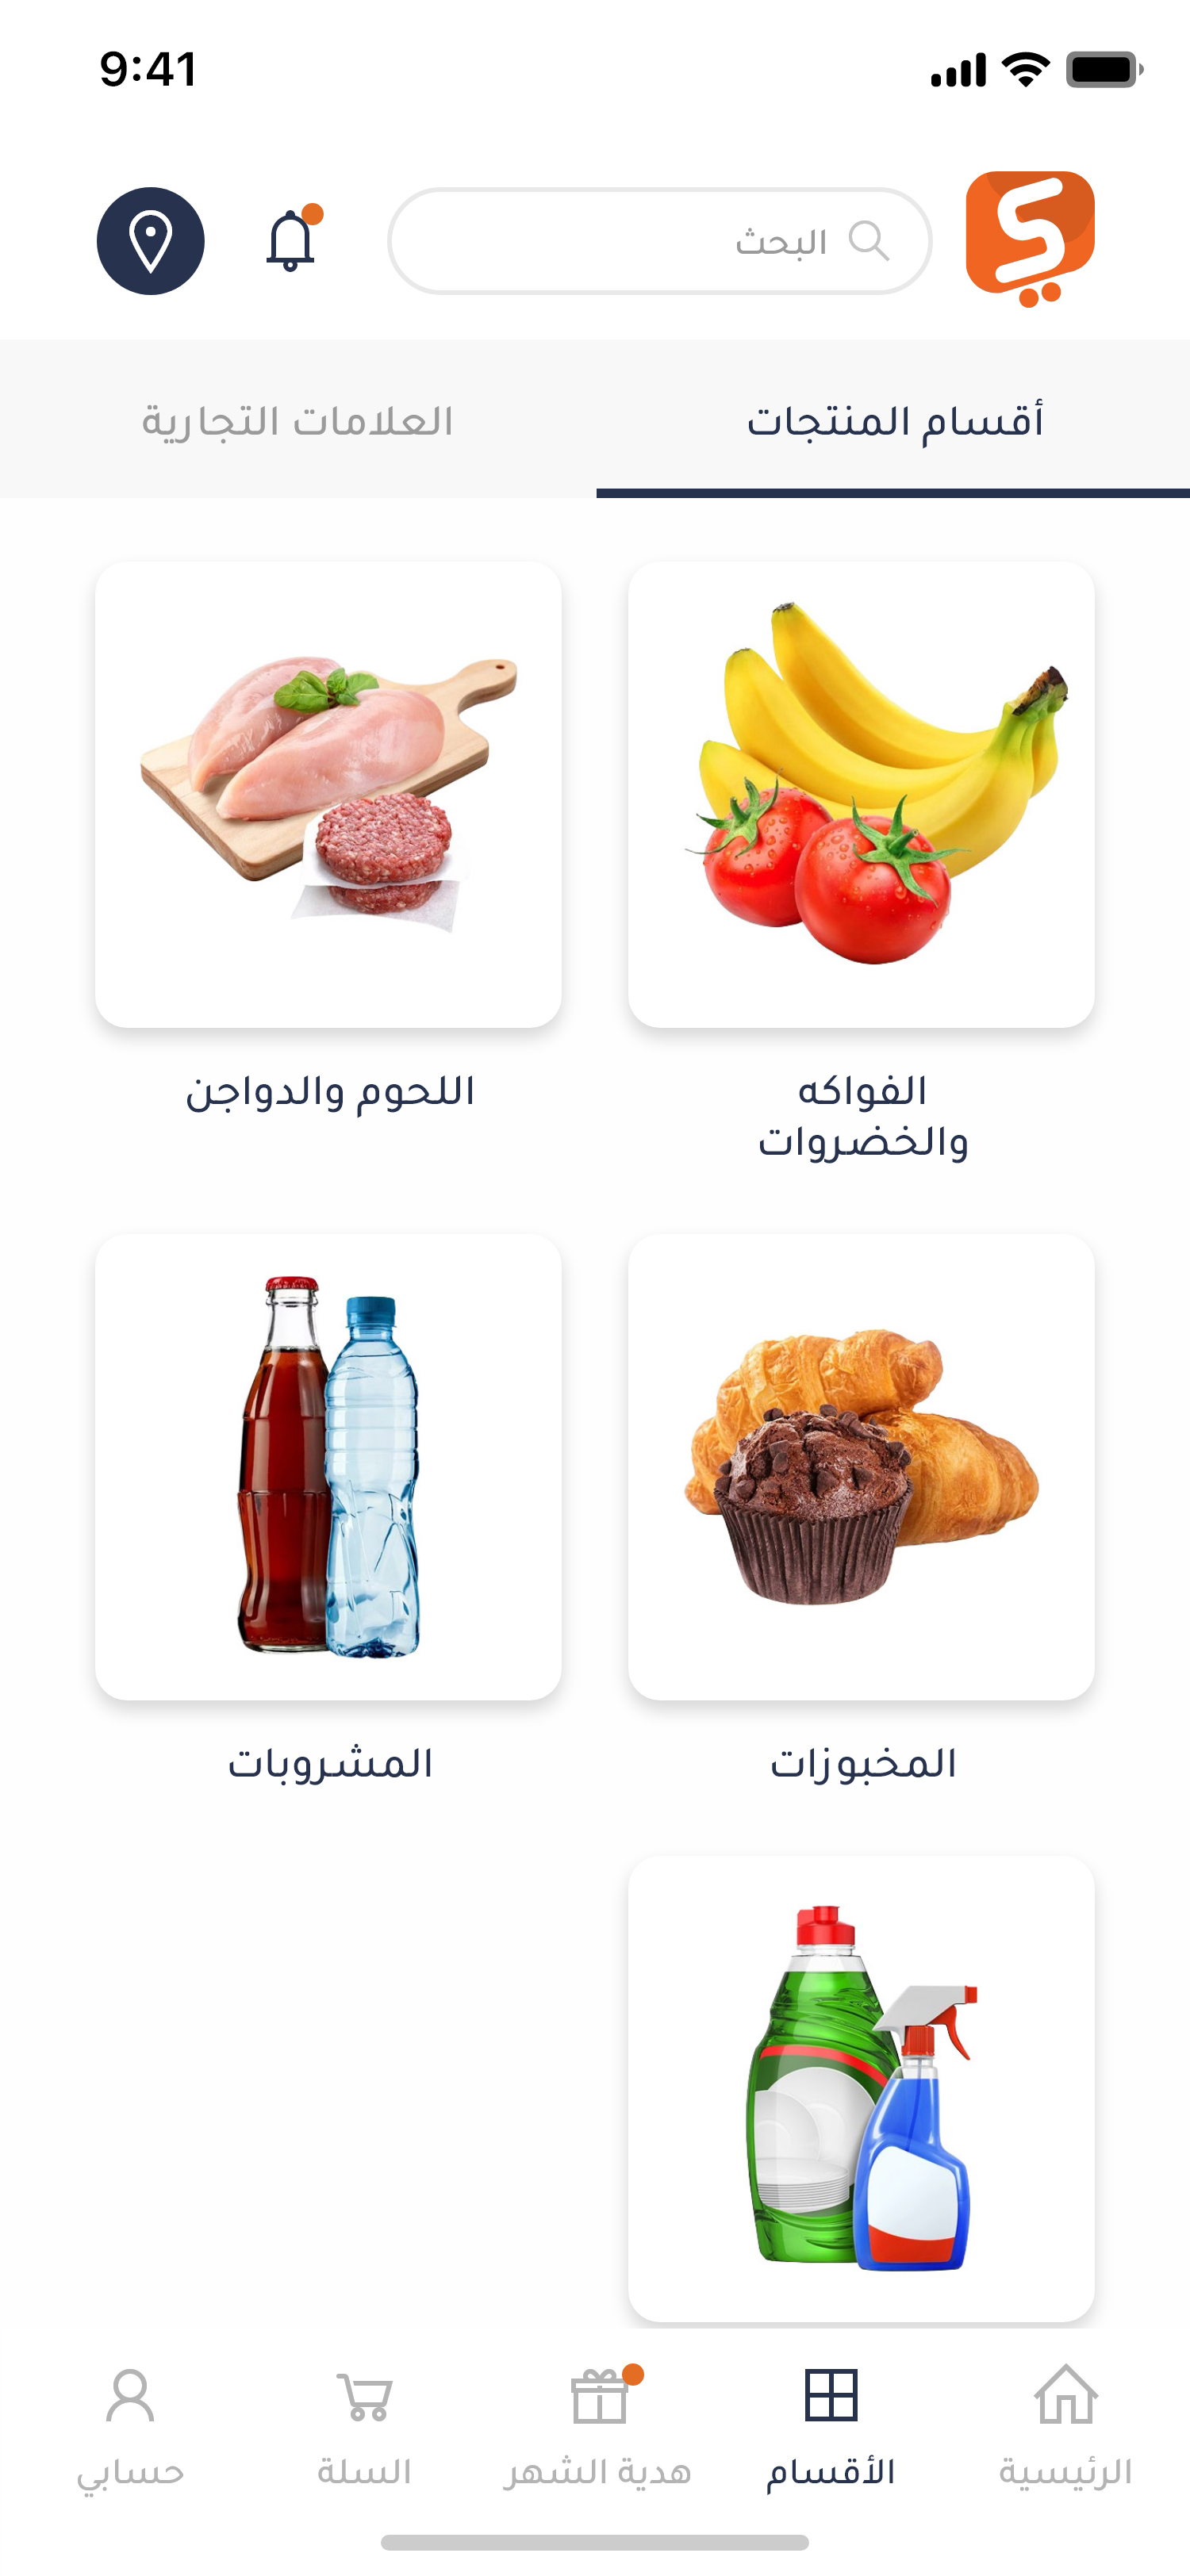 9:41
البحث
أقسام المنتجات
العلامات التجارية
الفواكه
والخضروات
اللحوم والدواجن
المخبوزات
المشروبات
الرئيسية
الأقسام
هدية الشهر
السلة
حسابي